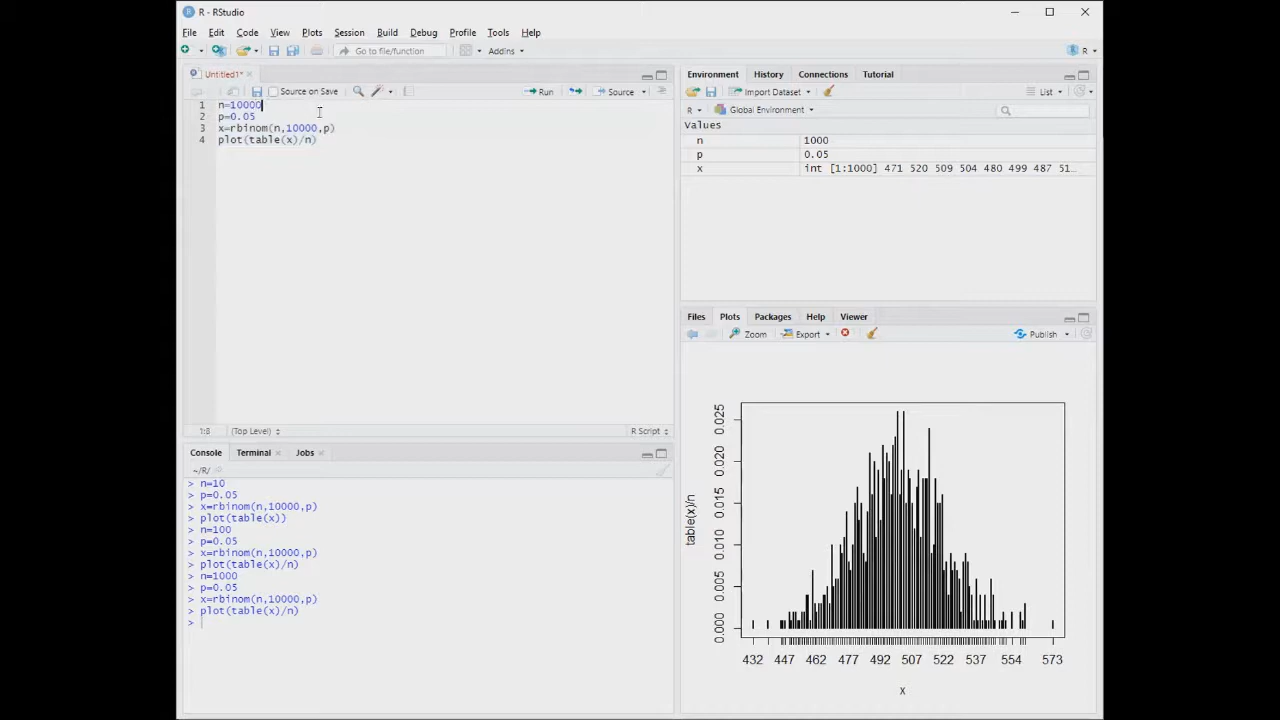 R - RStudio
File Edit Code View Plots Session Build Debug Profile Tools Help
Go to file/function Addins R
Untitled1*
Source on Save Run Source
1 n=10000
2 p=0.05
3 x=rbinom(n,10000,p)
4 plot(table(x)/n)
1:8 (Top Level) R Script
Console Terminal Jobs
~/R/
> n=10
> p=0.05
> x=rbinom(n,10000,p)
> plot(table(x))
> n=100
> p=0.05
> x=rbinom(n,10000,p)
> plot(table(x)/n)
> n=1000
> p=0.05
> x=rbinom(n,10000,p)
> plot(table(x)/n)
>
Environment History Connections Tutorial
Import Dataset List
R Global Environment
Values
n 1000
p 0.05
x int [1:1000] 471 520 509 504 480 499 487 51…
Files Plots Packages Help Viewer
Zoom Export Publish
table(x)/n
0.025
0.020
0.015
0.010
0.005
0.000
432 447 462 477 492 507 522 537 554 573
x